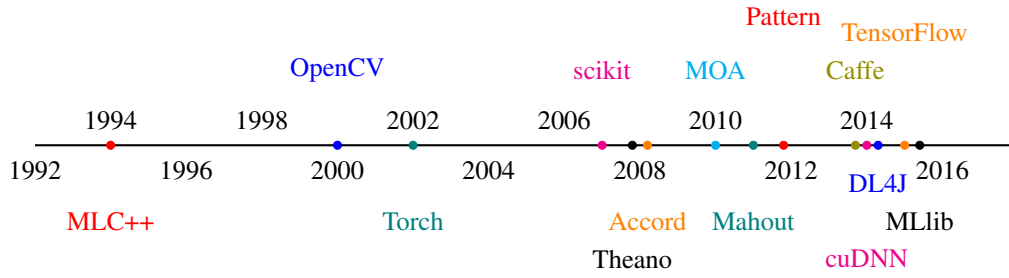 Pattern
TensorFlow
OpenCV scikit MOA Caffe
1994 1998 2002 2006 2010 2014
1992 1996 2000 2004 2008 2012 2016
DL4J
MLC++ Torch Accord Mahout MLlib
Theano cuDNN